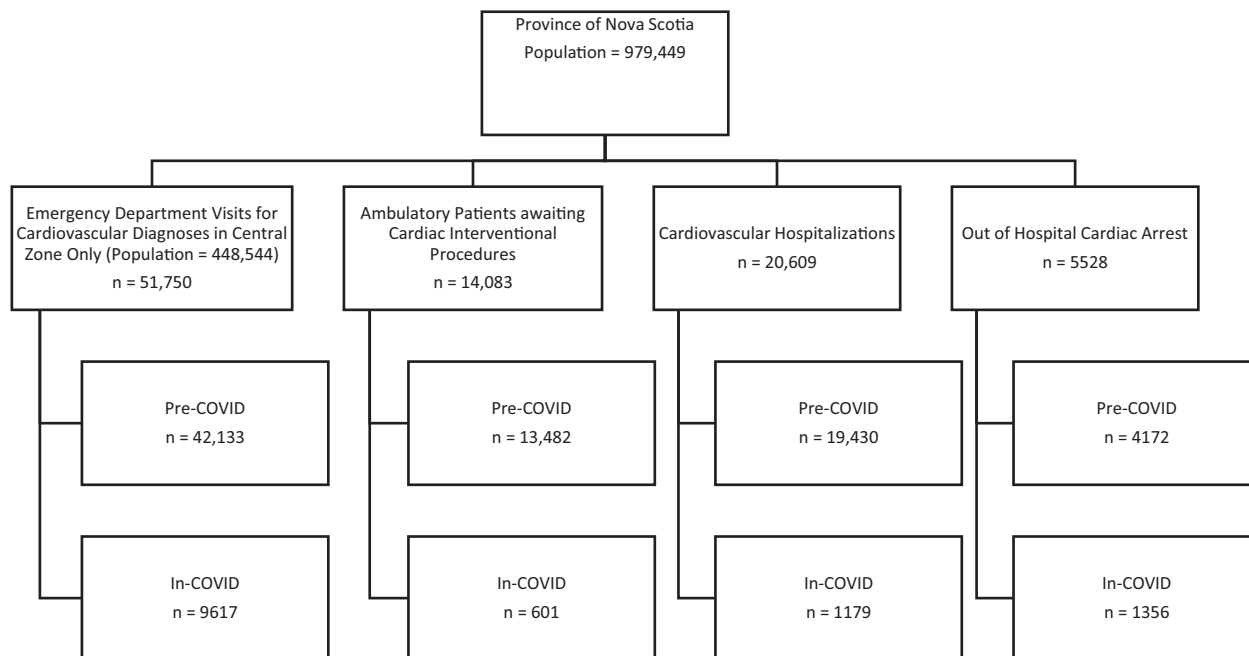 Province of Nova Scotia
Population = 979,449
Emergency Department Visits for
Cardiovascular Diagnoses in Central
Zone Only (Population = 448,544)
n = 51,750
Ambulatory Patients awaiting
Cardiac Interventional
Procedures
n = 14,083
Cardiovascular Hospitalizations
n = 20,609
Out of Hospital Cardiac Arrest
n = 5528
Pre-COVID
n = 42,133
Pre-COVID
n = 13,482
Pre-COVID
n = 19,430
Pre-COVID
n = 4172
In-COVID
n = 9617
In-COVID
n = 601
In-COVID
n = 1179
In-COVID
n = 1356